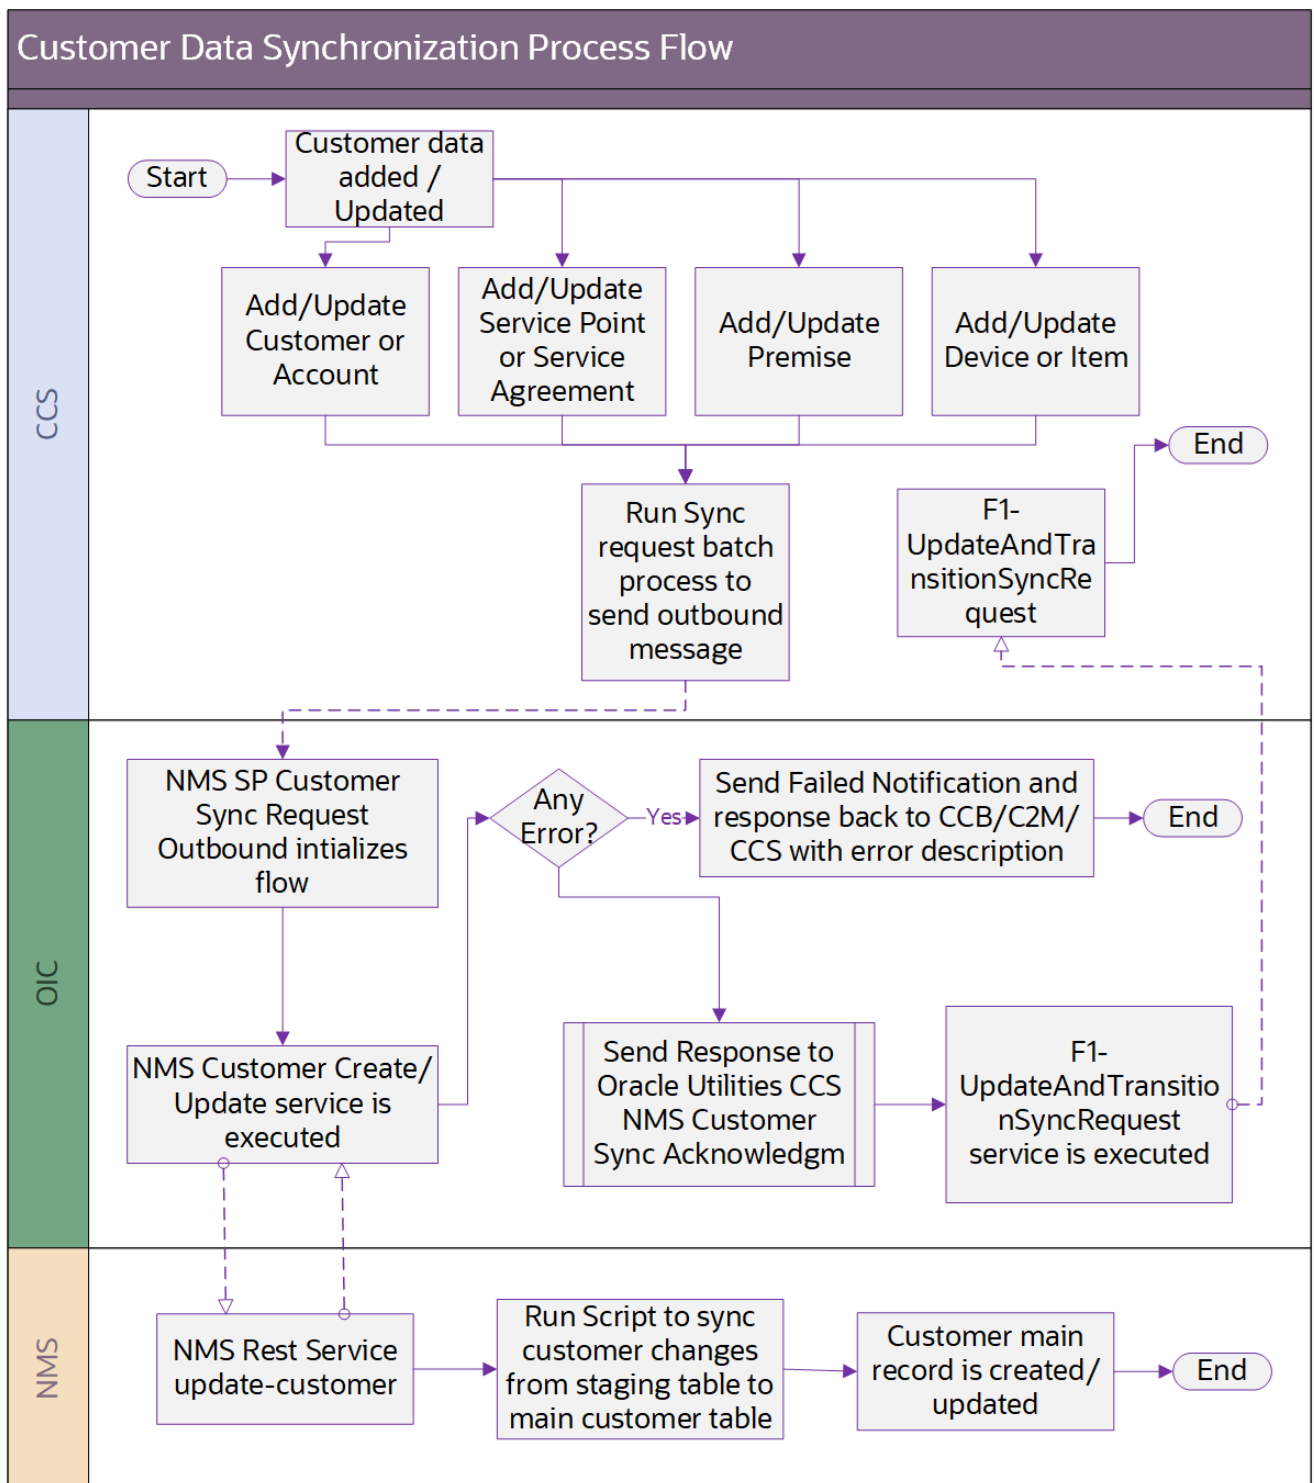 Customer Data Synchronization Process Flow
CCS
Start
Customer data
added /
Updated
Add/Update
Customer or
Account
Add/Update
Service Point
or Service
Agreement
Add/Update
Premise
Add/Update
Device or Item
Run Sync
request batch
process to
send outbound
message
F1-
UpdateAndTra
nsitionSyncRe
quest
End
OIC
NMS SP Customer
Sync Request
Outbound intializes
flow
Any
Error?
Yes
Send Failed Notification and
response back to CCB/C2M/
CCS with error description
End
NMS Customer Create/
Update service is
executed
Send Response to
Oracle Utilities CCS
NMS Customer
Sync Acknowledgm
F1-
UpdateAndTransitio
nSyncRequest
service is executed
NMS
NMS Rest Service
update-customer
Run Script to sync
customer changes
from staging table to
main customer table
Customer main
record is created/
updated
End